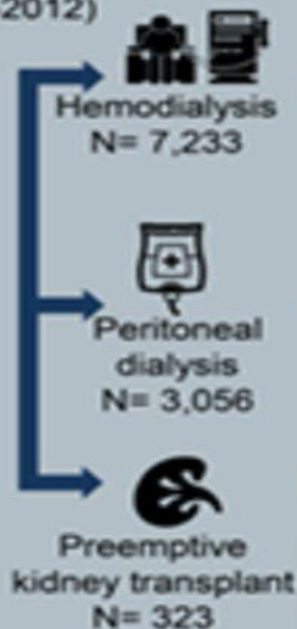 2012)
Hemodialysis
N= 7,233
Peritoneal
dialysis
N= 3,056
Preemptive
kidney transplant
N= 323